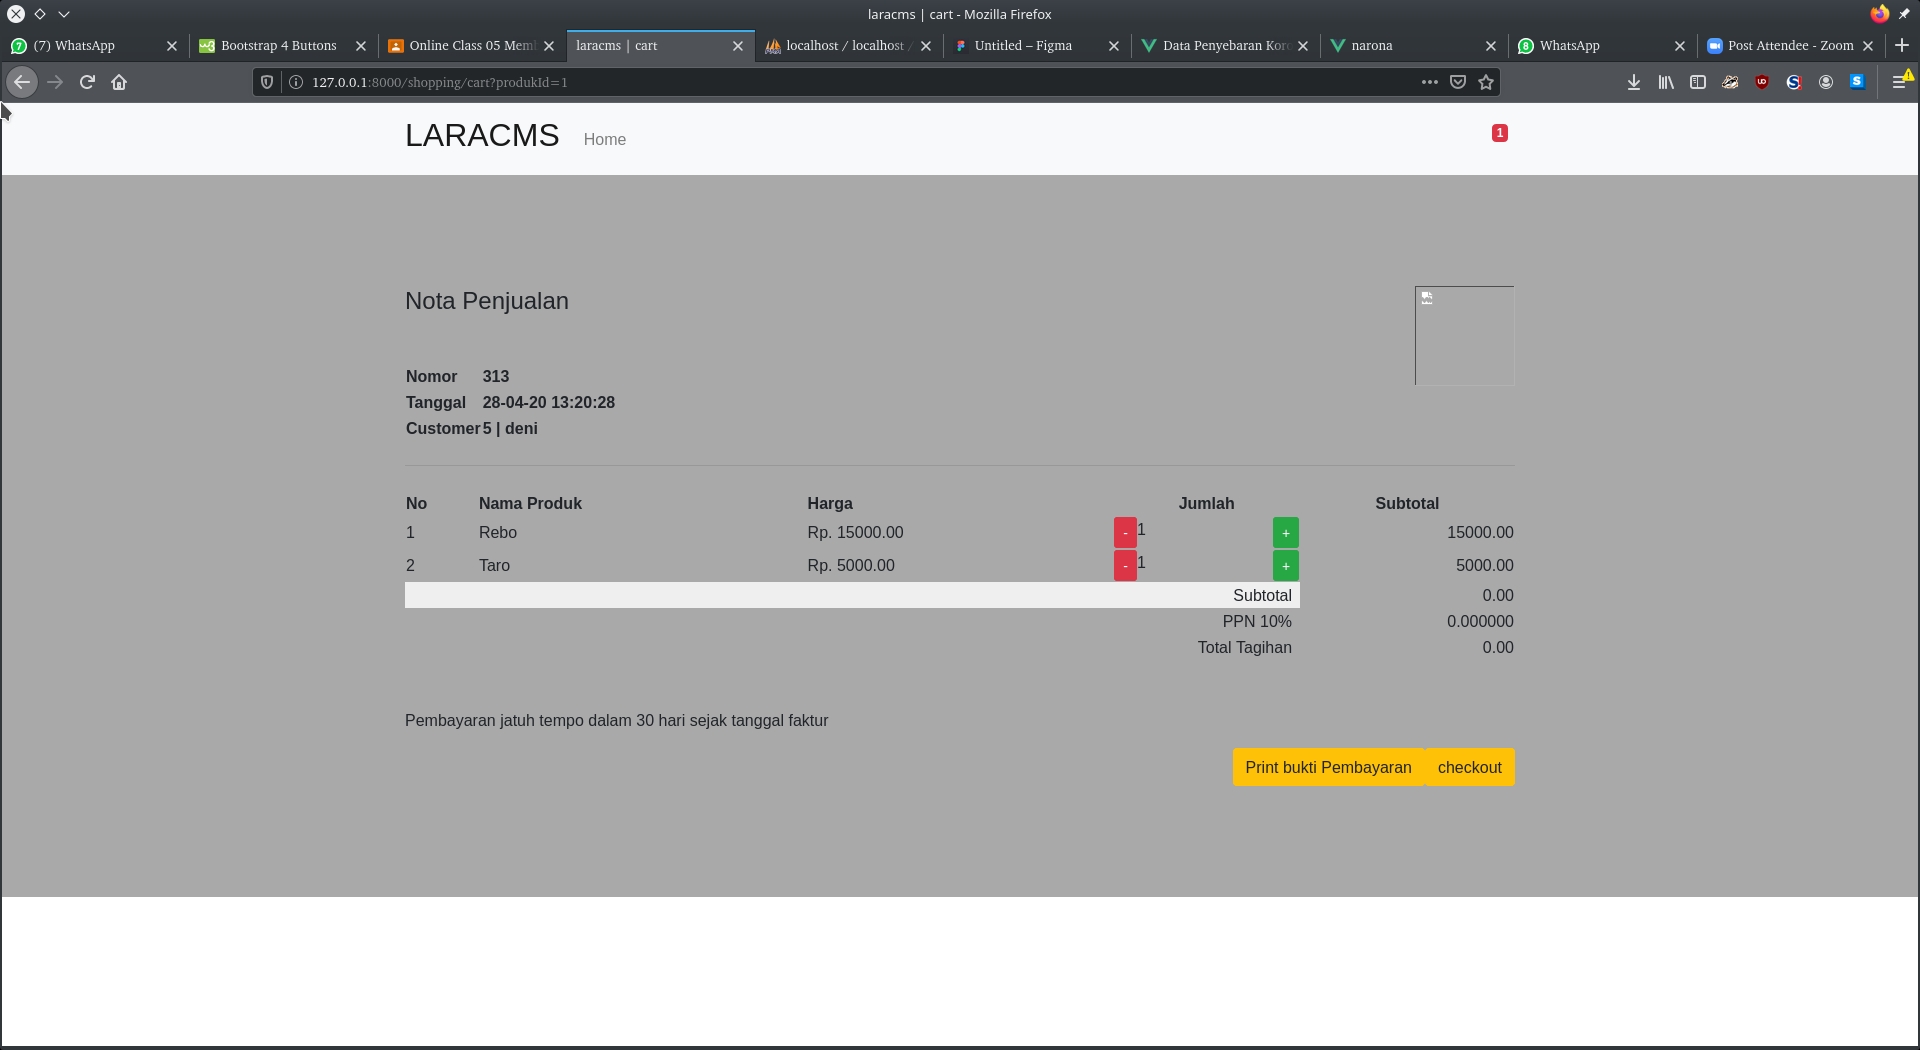 laracms | cart - Mozilla Firefox
(7) WhatsApp
Bootstrap 4 Buttons
Online Class 05 Mem
laracms | cart
localhost / localhost /
Untitled – Figma
Data Penyebaran Kor
narona
WhatsApp
Post Attendee - Zoom
127.0.0.1:8000/shopping/cart?produkId=1
LARACMS Home 1
Nota Penjualan
Nomor 313
Tanggal 28-04-20 13:20:28
Customer 5 | deni
No Nama Produk Harga Jumlah Subtotal
1 Rebo Rp. 15000.00 - 1 + 15000.00
2 Taro Rp. 5000.00 - 1 + 5000.00
Subtotal 0.00
PPN 10% 0.000000
Total Tagihan 0.00
Pembayaran jatuh tempo dalam 30 hari sejak tanggal faktur
Print bukti Pembayaran checkout